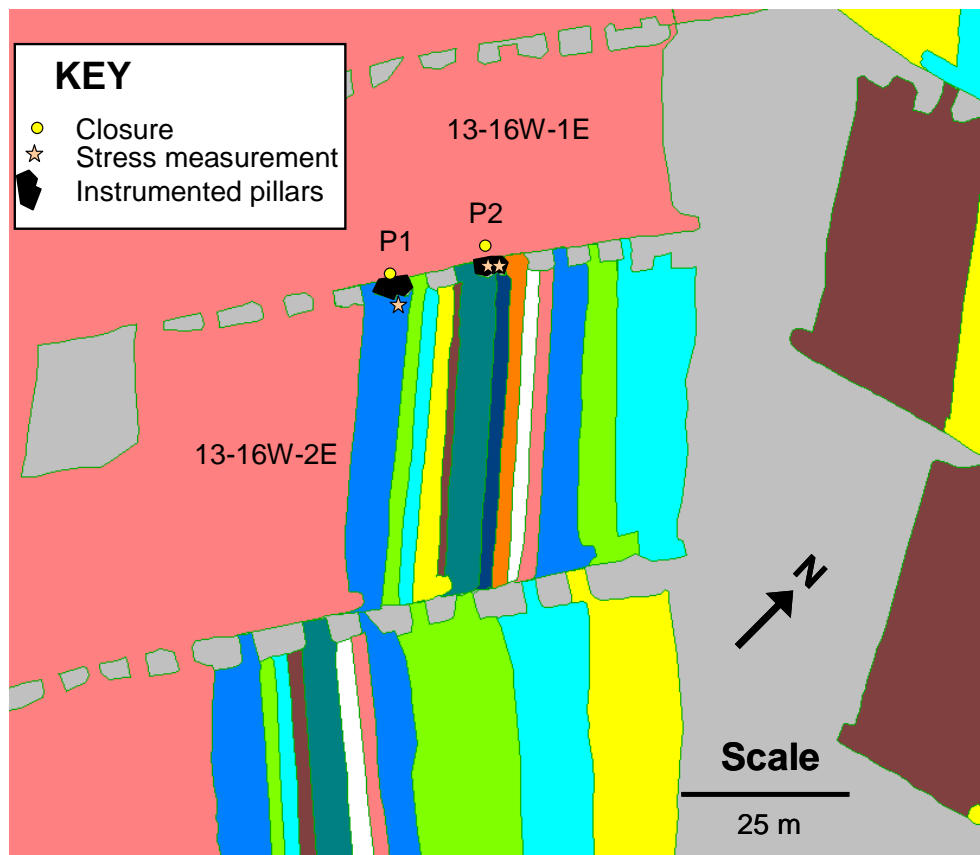 KEY
Closure
Stress measurement
Instrumented pillars
13-16W-1E
P2
P1
13-16W-2E
N
Scale
25 m